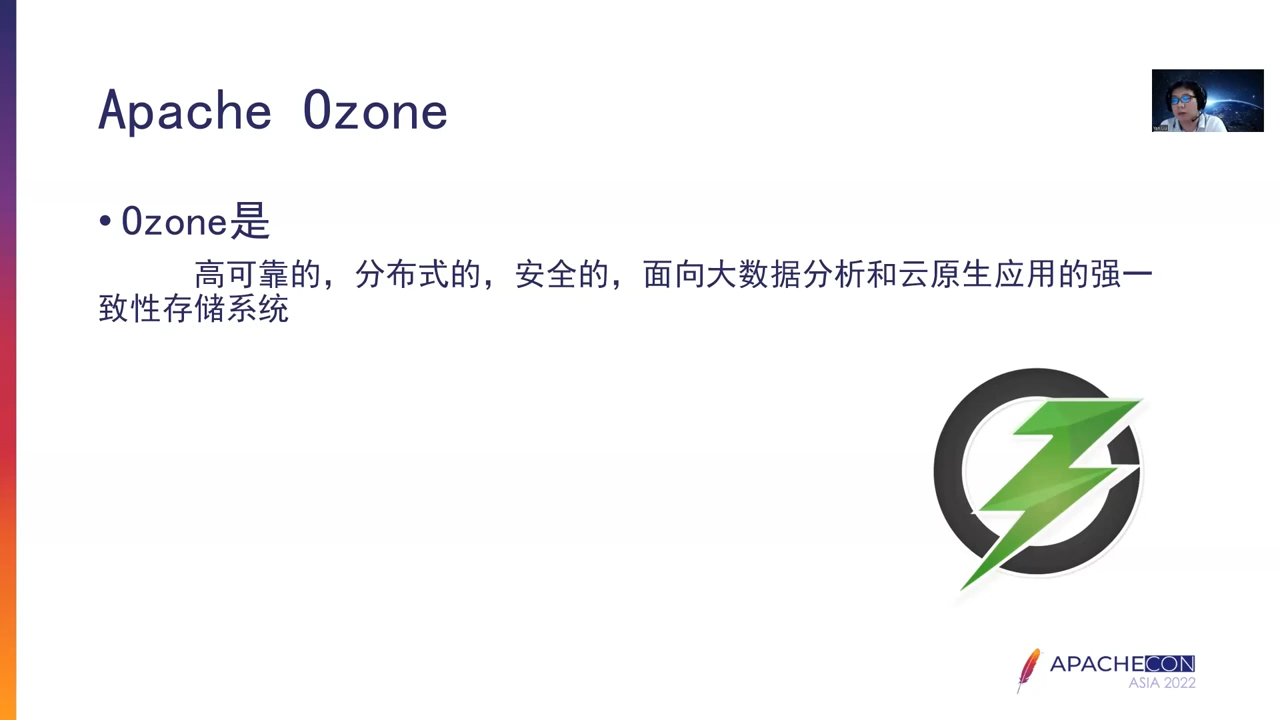 Apache Ozone
• Ozone是
高可靠的，分布式的，安全的，面向大数据分析和云原生应用的强一
致性存储系统
APACHECON
ASIA 2022